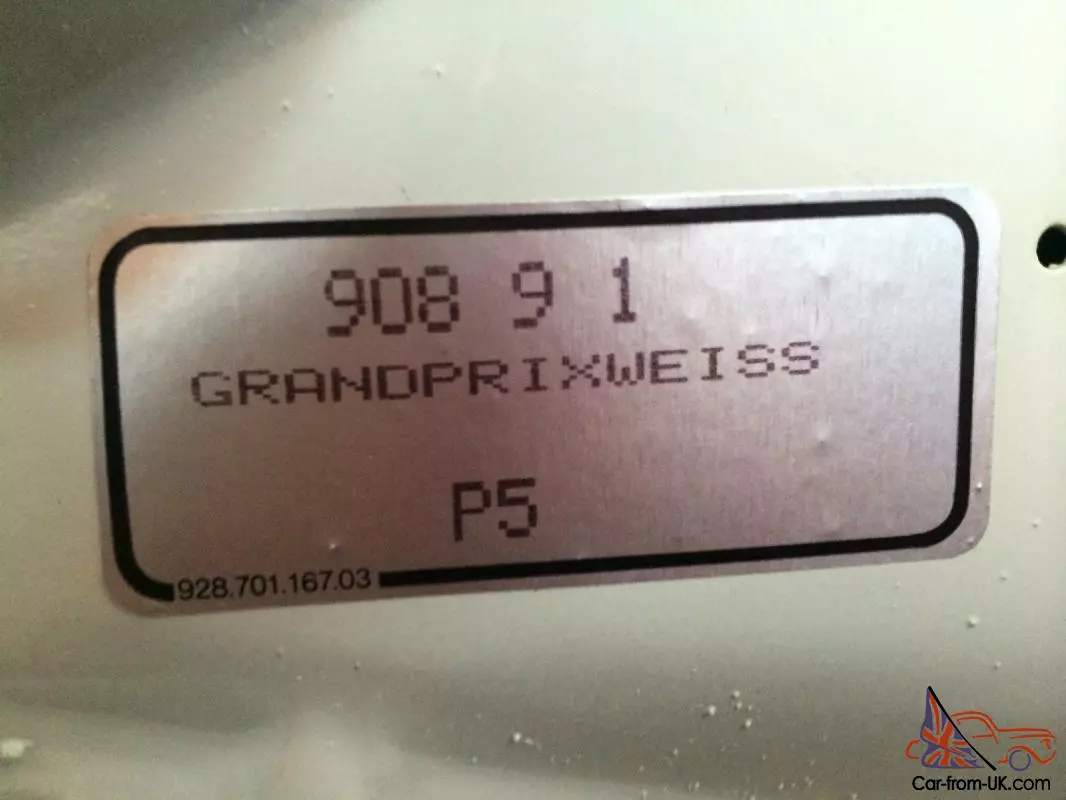 908 9 1
GRANDPRIXWEISS
P5
928.701.167.03
Car-from-UK.com